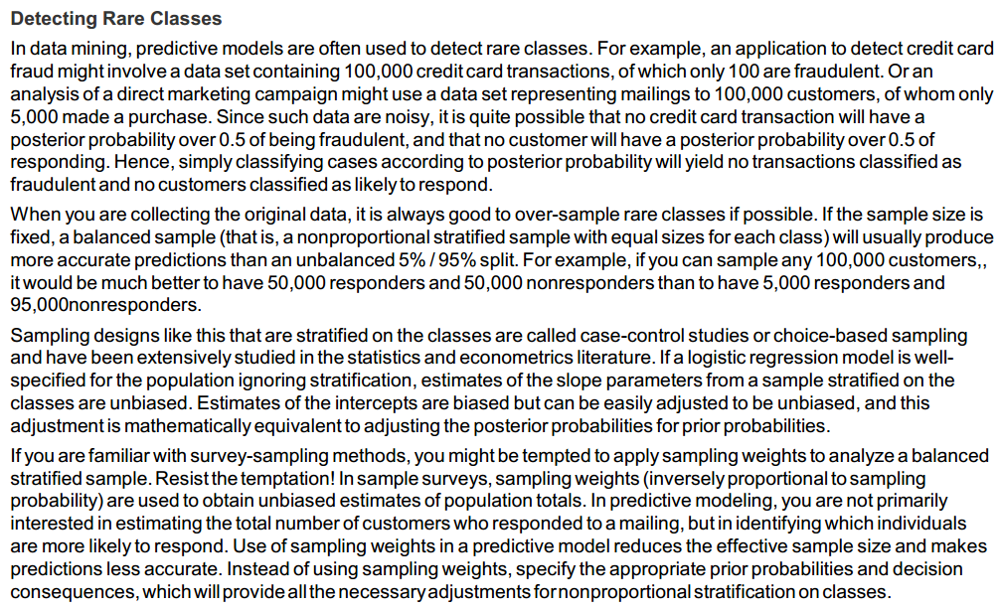 Detecting Rare Classes
In data mining, predictive models are often used to detect rare classes. For example, an application to detect credit card
fraud might involve a data set containing 100,000 credit card transactions, of which only 100 are fraudulent. Or an
analysis of a direct marketing campaign might use a data set representing mailings to 100,000 customers, of whom only
5,000 made a purchase. Since such data are noisy, it is quite possible that no credit card transaction will have a
posterior probability over 0.5 of being fraudulent, and that no customer will have a posterior probability over 0.5 of
responding. Hence, simply classifying cases according to posterior probability will yield no transactions classified as
fraudulent and no customers classified as likely to respond.
When you are collecting the original data, it is always good to over-sample rare classes if possible. If the sample size is
fixed, a balanced sample (that is, a nonproportional stratified sample with equal sizes for each class) will usually produce
more accurate predictions than an unbalanced 5% / 95% split. For example, if you can sample any 100,000 customers,,
it would be much better to have 50,000 responders and 50,000 nonresponders than to have 5,000 responders and
95,000nonresponders.
Sampling designs like this that are stratified on the classes are called case-control studies or choice-based sampling
and have been extensively studied in the statistics and econometrics literature. If a logistic regression model is well-
specified for the population ignoring stratification, estimates of the slope parameters from a sample stratified on the
classes are unbiased. Estimates of the intercepts are biased but can be easily adjusted to be unbiased, and this
adjustment is mathematically equivalent to adjusting the posterior probabilities for prior probabilities.
If you are familiar with survey-sampling methods, you might be tempted to apply sampling weights to analyze a balanced
stratified sample. Resist the temptation! In sample surveys, sampling weights (inversely proportional to sampling
probability) are used to obtain unbiased estimates of population totals. In predictive modeling, you are not primarily
interested in estimating the total number of customers who responded to a mailing, but in identifying which individuals
are more likely to respond. Use of sampling weights in a predictive model reduces the effective sample size and makes
predictions less accurate. Instead of using sampling weights, specify the appropriate prior probabilities and decision
consequences, which will provide all the necessary adjustments for nonproportional stratification on classes.